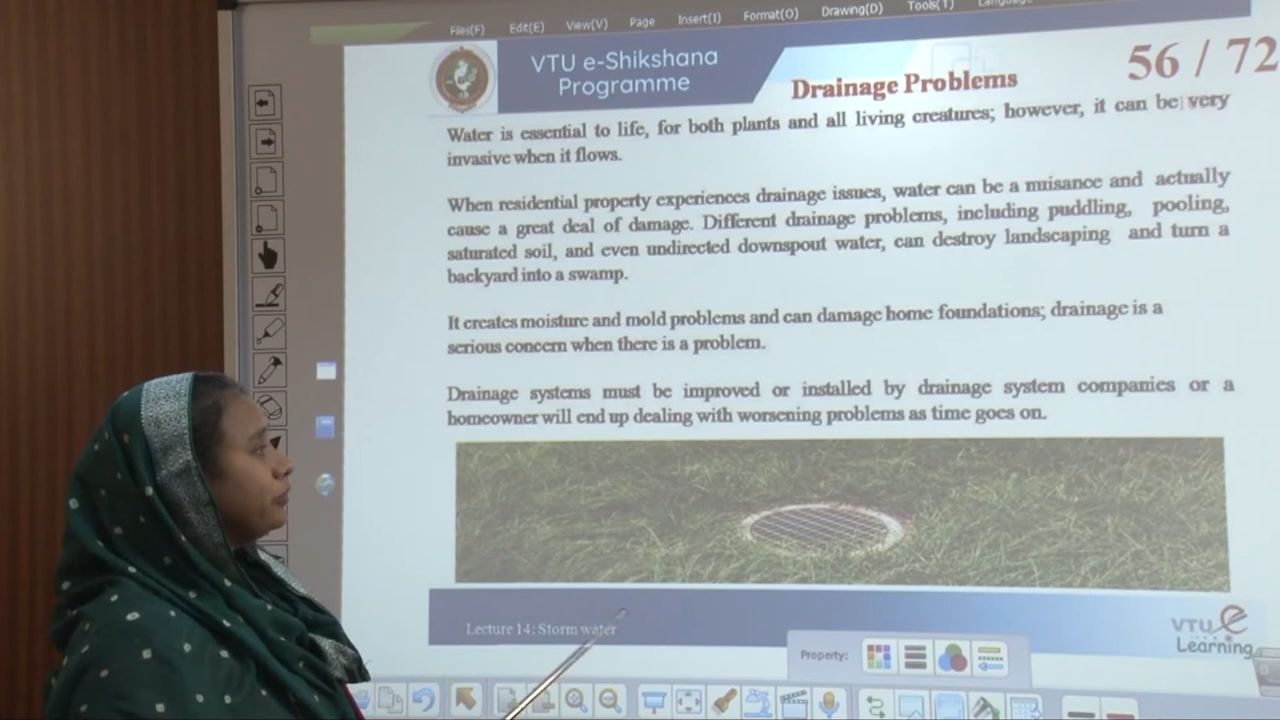 Files(F) Edit(E) View(V) Page Insert(I) Format(O) Drawing(D) Tools(T) Language
VTU e-Shikshana
Programme
Drainage Problems
56 / 72
Water is essential to life, for both plants and all living creatures; however, it can be very
invasive when it flows.
When residential property experiences drainage issues, water can be a nuisance and actually
cause a great deal of damage. Different drainage problems, including puddling, pooling,
saturated soil, and even undirected downspout water, can destroy landscaping and turn a
backyard into a swamp.
It creates moisture and mold problems and can damage home foundations; drainage is a
serious concern when there is a problem.
Drainage systems must be improved or installed by drainage system companies or a
homeowner will end up dealing with worsening problems as time goes on.
Lecture 14: Storm water
VTU e
Learning
Property: